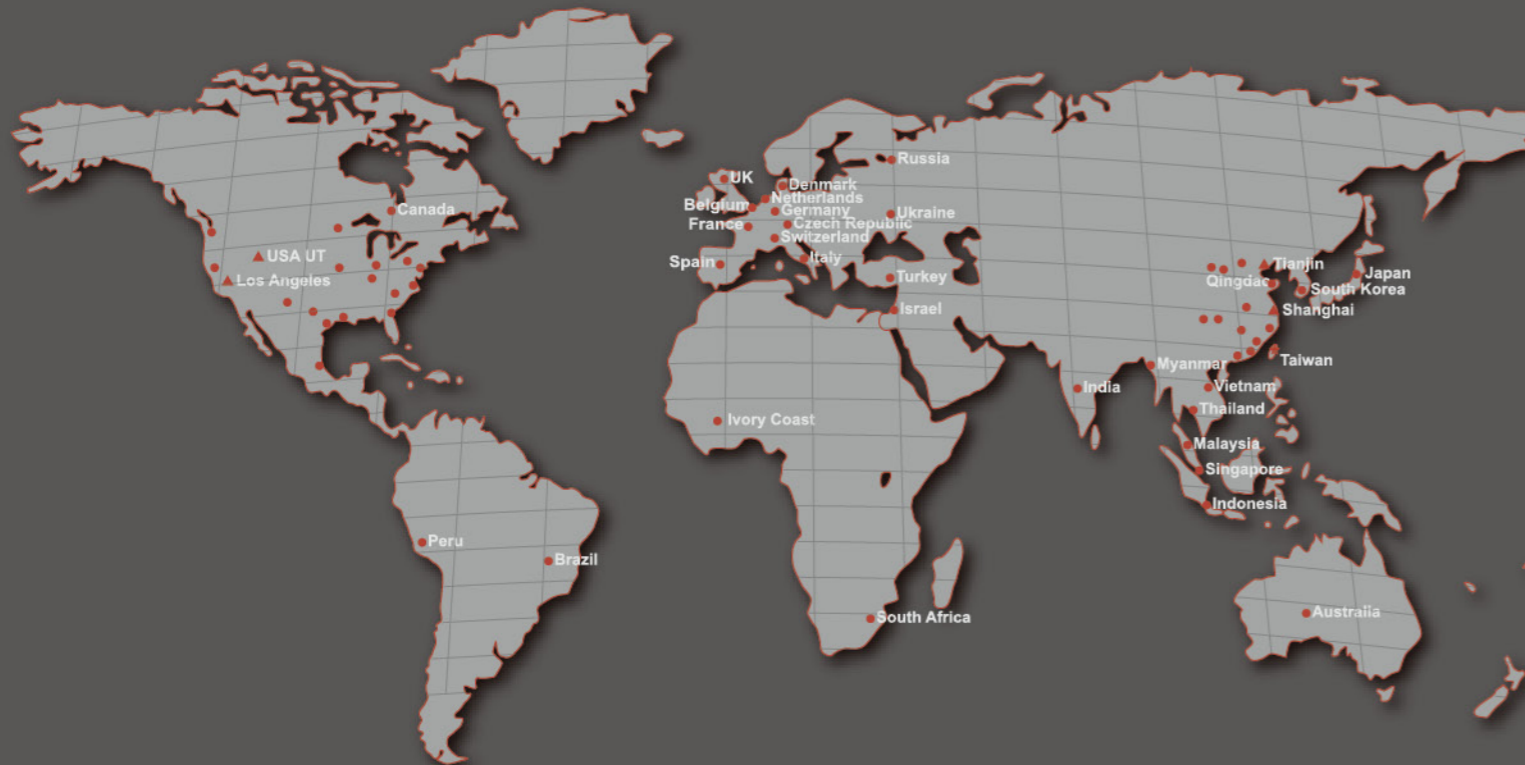 Russia
UK
Denmark
Netherlands
Belgium
Germany
Canada
Ukraine
France
Czech Republic
Switzerland
USA UT
Italy
Spain
Tianjin
Japan
Turkey
Los Angeles
Qingdao
South Korea
Israel
Shanghai
Taiwan
Myanmar
India
Vietnam
Thailand
Ivory Coast
Malaysia
Singapore
Indonesia
Peru
Brazil
Australia
South Africa